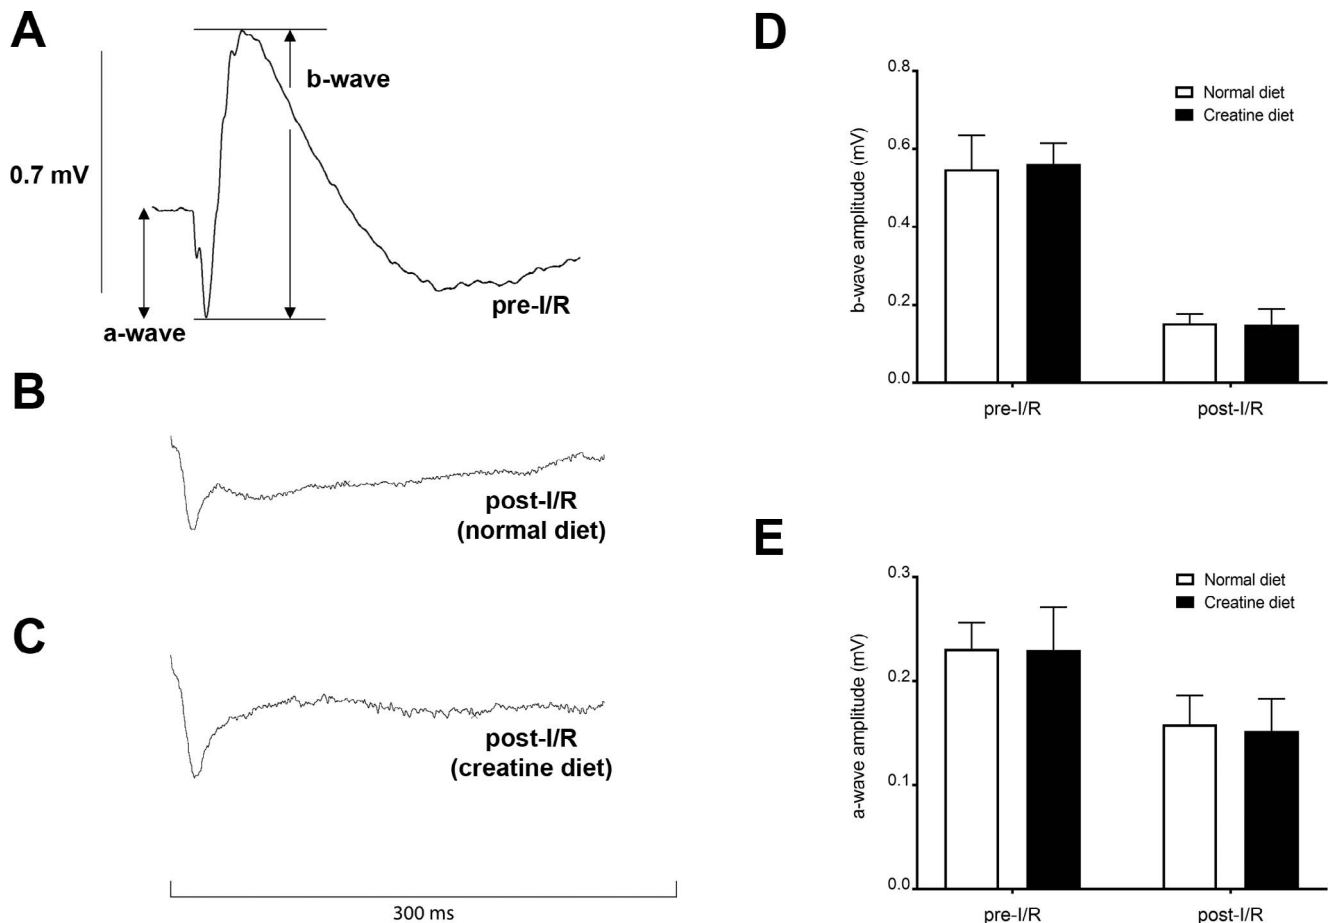 A
b-wave
0.7 mV
a-wave
pre-I/R
B
post-I/R
(normal diet)
C
post-I/R
(creatine diet)
300 ms
D
0.8
Normal diet
Creatine diet
0.6
b-wave amplitude (mV)
0.4
0.2
0.0
pre-I/R post-I/R
E
0.3
Normal diet
Creatine diet
0.2
a-wave amplitude (mV)
0.1
0.0
pre-I/R post-I/R